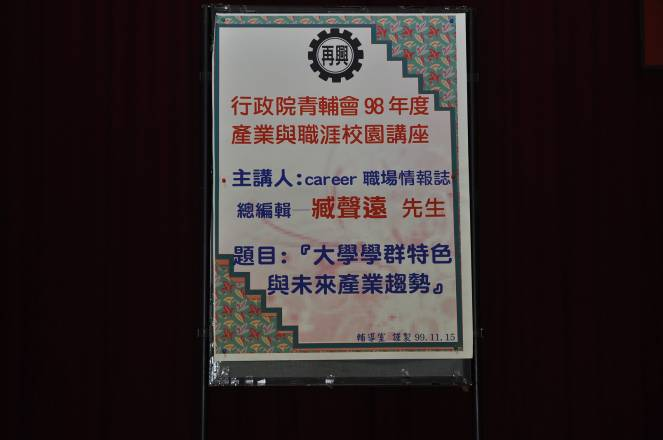 再興
行政院青輔會98年度
產業與職涯校園講座
主講人:career 職場情報誌
總編輯—臧聲遠 先生
題目:『大學學群特色
與未來產業趨勢』
輔導室 謹製 99.11.15